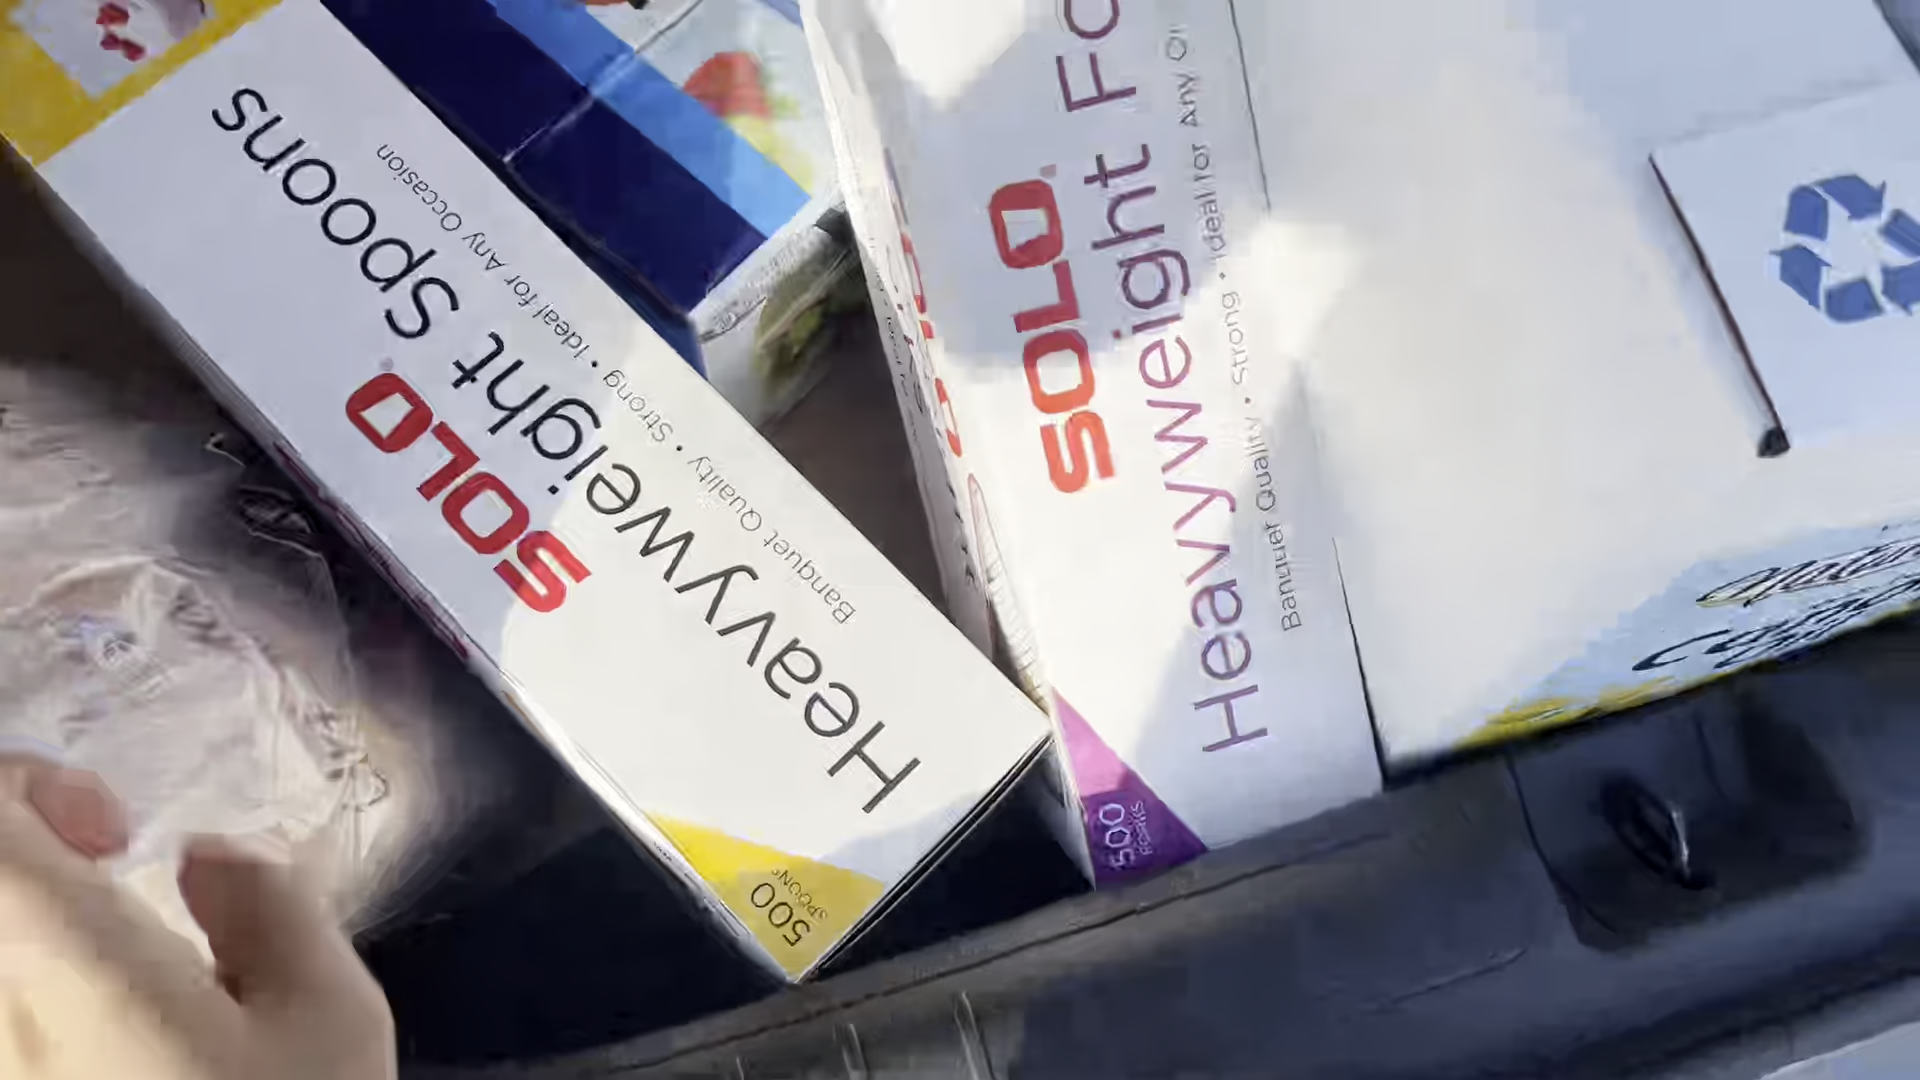 SOLO
Heavyweight Spoons
Banquet Quality • Strong • Ideal for Any Occasion
500
SPOONS
SOLO
Heavyweight Fo
Banquet Quality • Strong • Ideal for Any O
500
FORKS